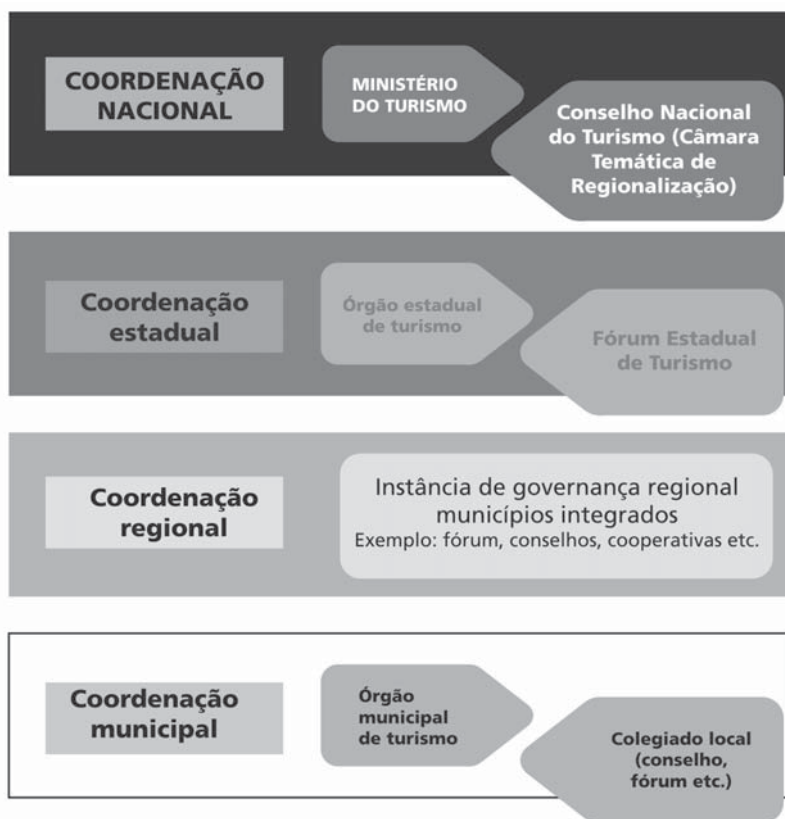 COORDENAÇÃO
NACIONAL
MINISTÉRIO
DO TURISMO
Conselho Nacional
do Turismo (Câmara
Temática de
Regionalização)
Coordenação
estadual
Órgão estadual
de turismo
Fórum Estadual
de Turismo
Coordenação
regional
Instância de governança regional
municípios integrados
Exemplo: fórum, conselhos, cooperativas etc.
Coordenação
municipal
Órgão
municipal
de turismo
Colegiado local
(conselho,
fórum etc.)